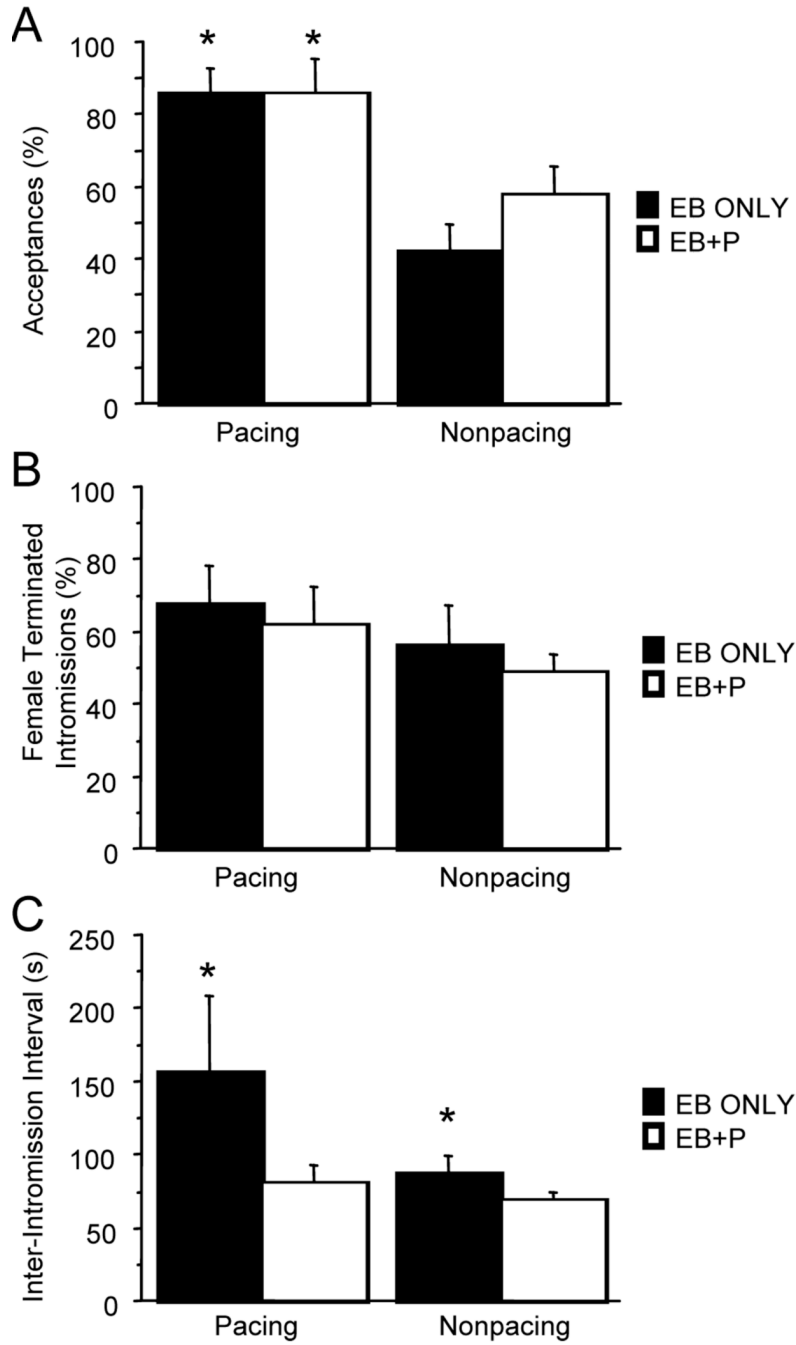 A
* *
100
80
60
40
20
0
Acceptances (%)
Pacing Nonpacing
EB ONLY
EB+P
B
100
80
60
40
20
0
Female Terminated
Intromissions (%)
Pacing Nonpacing
EB ONLY
EB+P
C
250
200
150
100
50
0
Inter-Intromission Interval (s)
*
*
Pacing Nonpacing
EB ONLY
EB+P